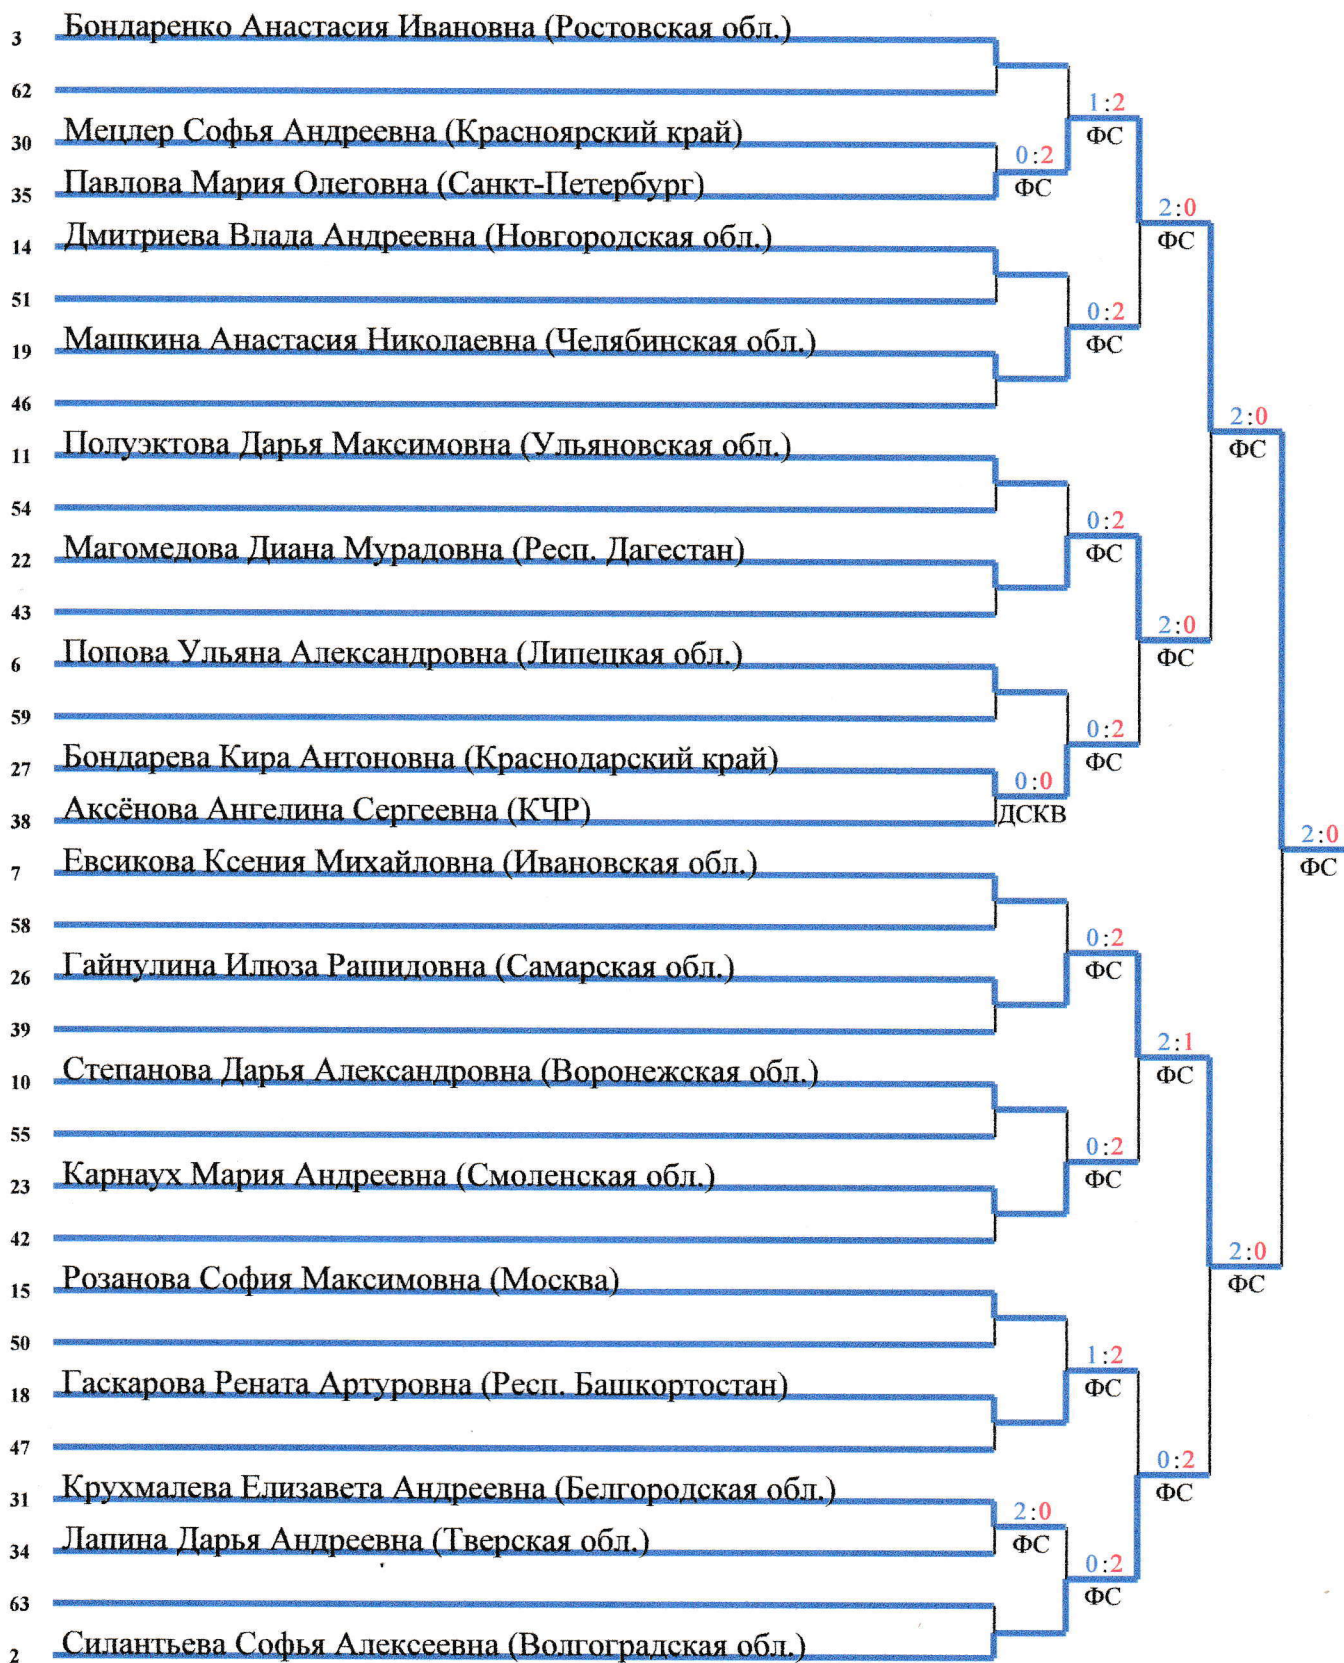 3 Бондаренко Анастасия Ивановна (Ростовская обл.)
62
1:2
30 Мецлер Софья Андреевна (Красноярский край)
ФС
0:2
35 Павлова Мария Олеговна (Санкт-Петербург)
ФС
2:0
14 Дмитриева Влада Андреевна (Новгородская обл.)
ФС
51
0:2
19 Машкина Анастасия Николаевна (Челябинская обл.)
ФС
46
2:0
11 Полуэктова Дарья Максимовна (Ульяновская обл.)
ФС
54
0:2
22 Магомедова Диана Мурадовна (Респ. Дагестан)
ФС
43
2:0
6 Попова Ульяна Александровна (Липецкая обл.)
ФС
59
0:2
27 Бондарева Кира Антоновна (Краснодарский край)
ФС
0:0
38 Аксёнова Ангелина Сергеевна (КЧР)
ДСКВ
2:0
7 Евсикова Ксения Михайловна (Ивановская обл.)
ФС
58
0:2
26 Гайнулина Илюза Рашидовна (Самарская обл.)
ФС
39
2:1
10 Степанова Дарья Александровна (Воронежская обл.)
ФС
55
0:2
23 Карнаух Мария Андреевна (Смоленская обл.)
ФС
42
2:0
15 Розанова София Максимовна (Москва)
ФС
50
1:2
18 Гаскарова Рената Артуровна (Респ. Башкортостан)
ФС
47
0:2
31 Крухмалева Елизавета Андреевна (Белгородская обл.)
ФС
2:0
34 Лапина Дарья Андреевна (Тверская обл.)
ФС
0:2
63
ФС
2 Силантьева Софья Алексеевна (Волгоградская обл.)